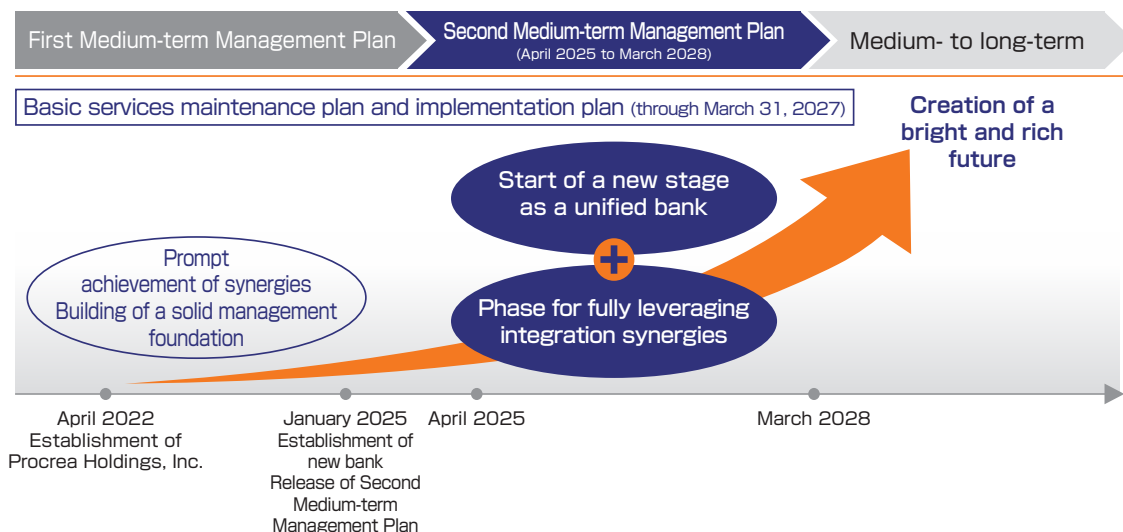 First Medium-term Management Plan
Second Medium-term Management Plan
(April 2025 to March 2028)
Medium- to long-term
Basic services maintenance plan and implementation plan (through March 31, 2027)
Creation of a
bright and rich
future
Start of a new stage
as a unified bank
+
Prompt
achievement of synergies
Building of a solid management
foundation
Phase for fully leveraging
integration synergies
April 2022
Establishment of
Procrea Holdings, Inc.
January 2025
Establishment of
new bank
Release of Second
Medium-term
Management Plan
April 2025
March 2028